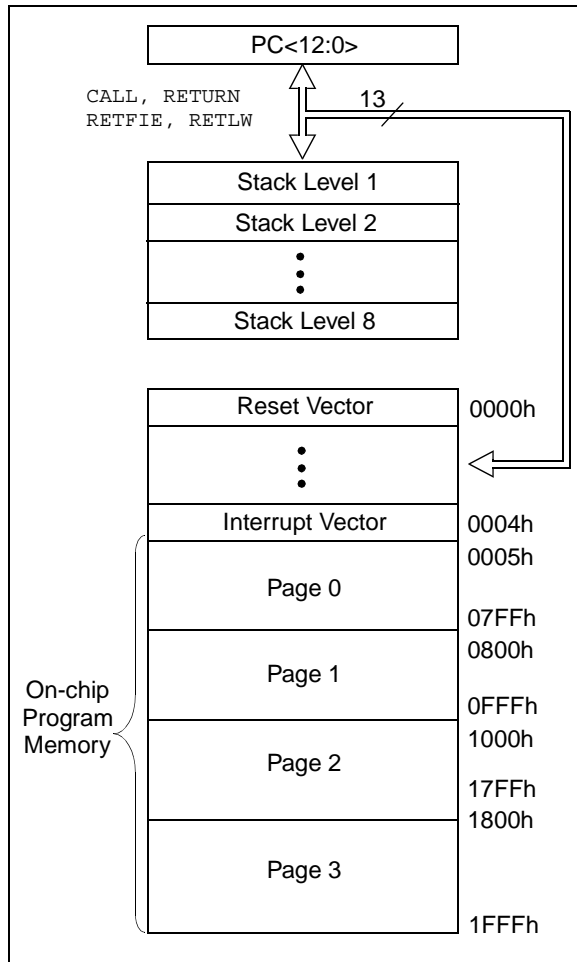 PC<12:0>
CALL, RETURN
RETFIE, RETLW
13
Stack Level 1
Stack Level 2
Stack Level 8
Reset Vector
0000h
Interrupt Vector
0004h
0005h
Page 0
07FFh
0800h
Page 1
0FFFh
On-chip
Program
Memory
1000h
Page 2
17FFh
1800h
Page 3
1FFFh